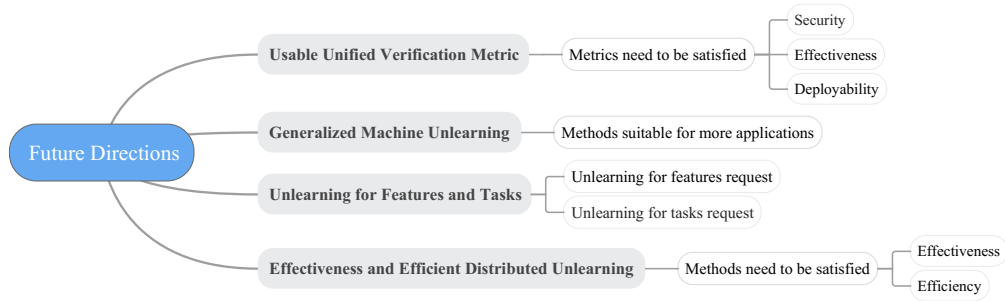 Future Directions
Usable Unified Verification Metric
Metrics need to be satisfied
Security
Effectiveness
Deployability
Generalized Machine Unlearning
Methods suitable for more applications
Unlearning for Features and Tasks
Unlearning for features request
Unlearning for tasks request
Effectiveness and Efficient Distributed Unlearning
Methods need to be satisfied
Effectiveness
Efficiency